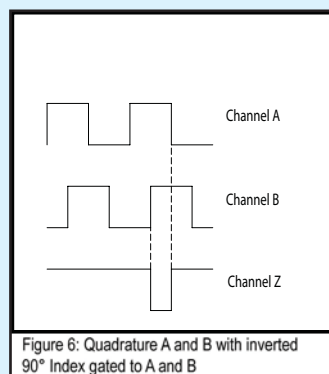 Channel A
Channel B
Channel Z
Figure 6: Quadrature A and B with inverted
90° Index gated to A and B